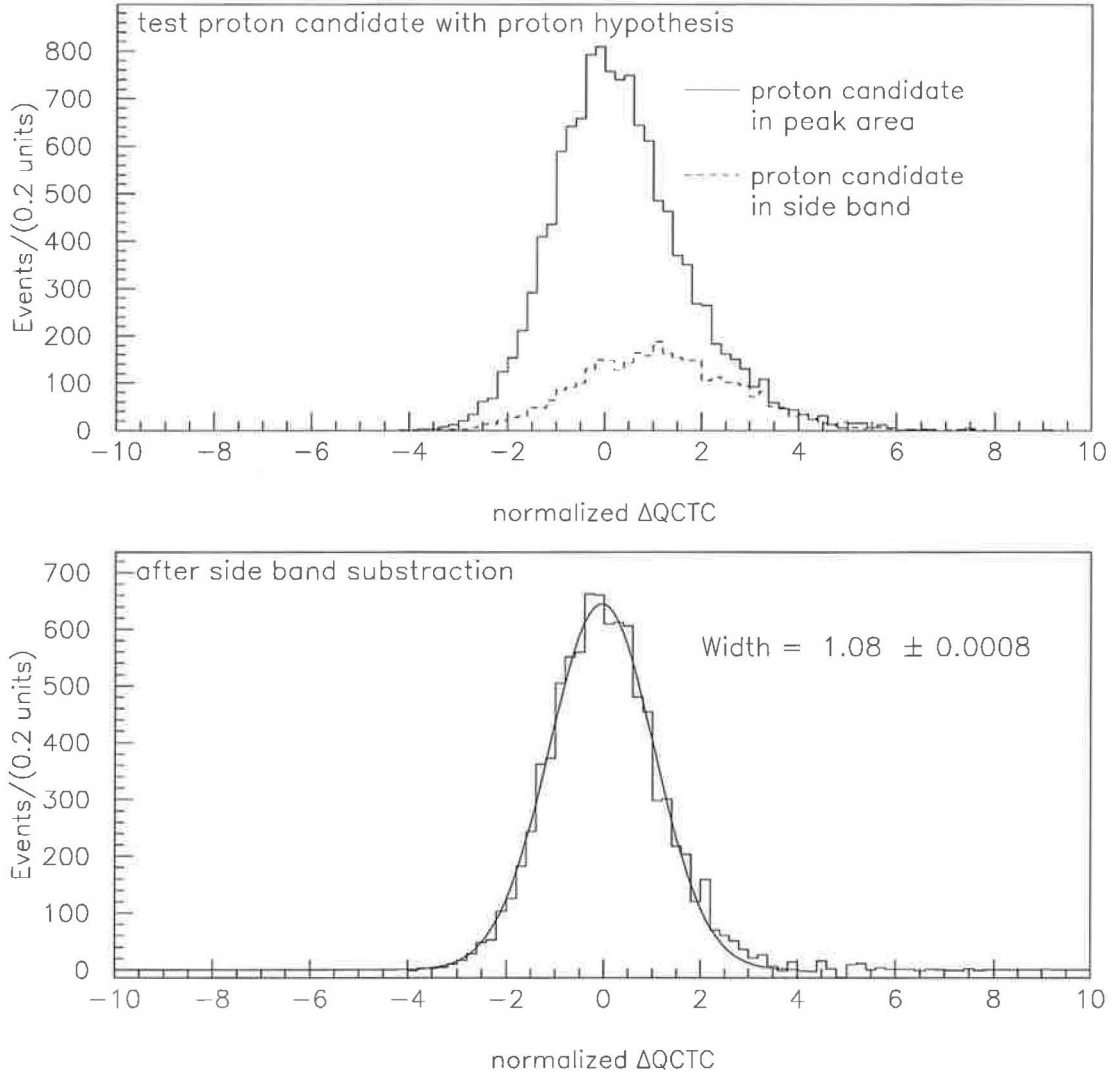 test proton candidate with proton hypothesis
800
700
600
500
400
300
200
100
0
Events/(0.2 units)
proton candidate
in peak area
proton candidate
in side band
−10 −8 −6 −4 −2 0 2 4 6 8 10
normalized ΔQCTC
after side band substraction
700
600
500
400
300
200
100
0
Events/(0.2 units)
Width = 1.08 ± 0.0008
−10 −8 −6 −4 −2 0 2 4 6 8 10
normalized ΔQCTC